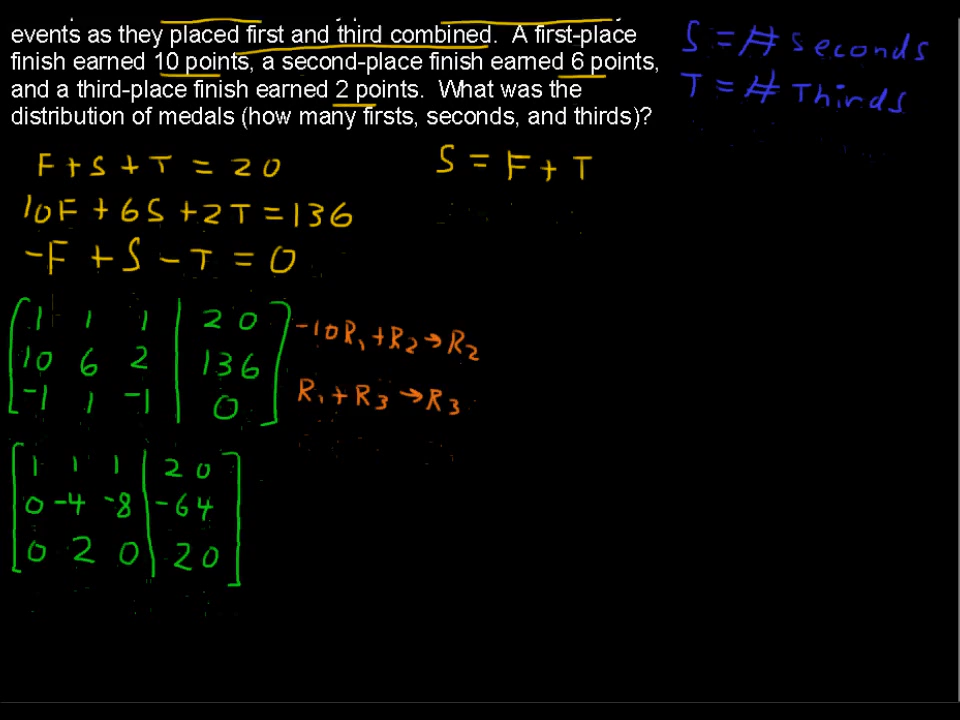 events as they placed first and third combined. A first-place
finish earned 10 points, a second-place finish earned 6 points,
and a third-place finish earned 2 points. What was the
distribution of medals (how many firsts, seconds, and thirds)?
S = # Seconds
T = # Thirds
F + S + T = 20
S = F + T
10F + 6S + 2T = 136
-F + S - T = 0
1 1 1 | 20
-10R₁ + R₂ → R₂
10 6 2 | 136
-1 1 -1 | 0
R₁ + R₃ → R₃
1 1 1 | 20
0 -4 -8 | -64
0 2 0 | 20